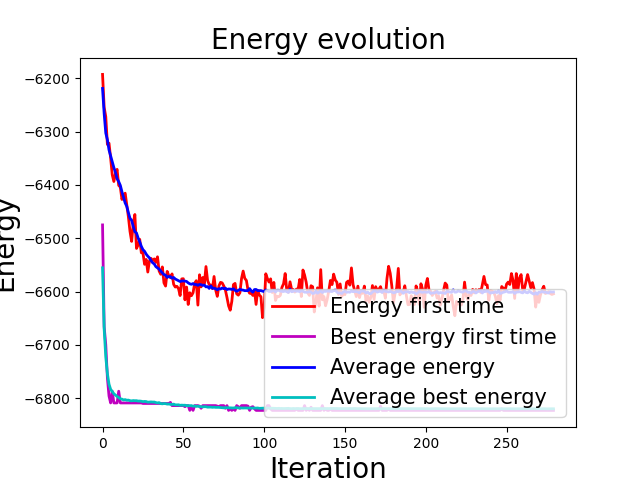 Energy evolution
Energy
−6200
−6300
−6400
−6500
−6600
−6700
−6800
0
50
100
150
200
250
Iteration
Energy first time
Best energy first time
Average energy
Average best energy